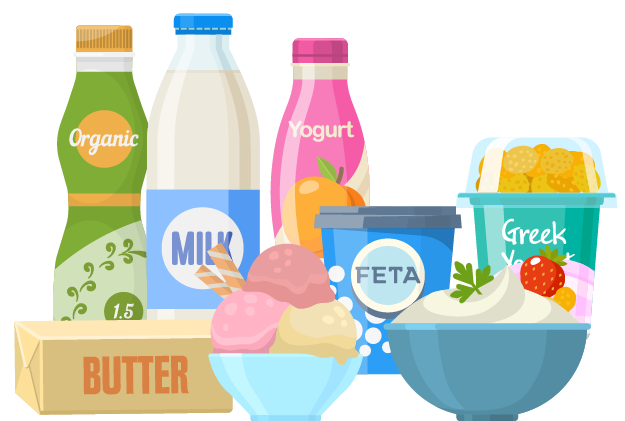 Organic
MILK
Yogurt
1.5
FETA
Greek
BUTTER